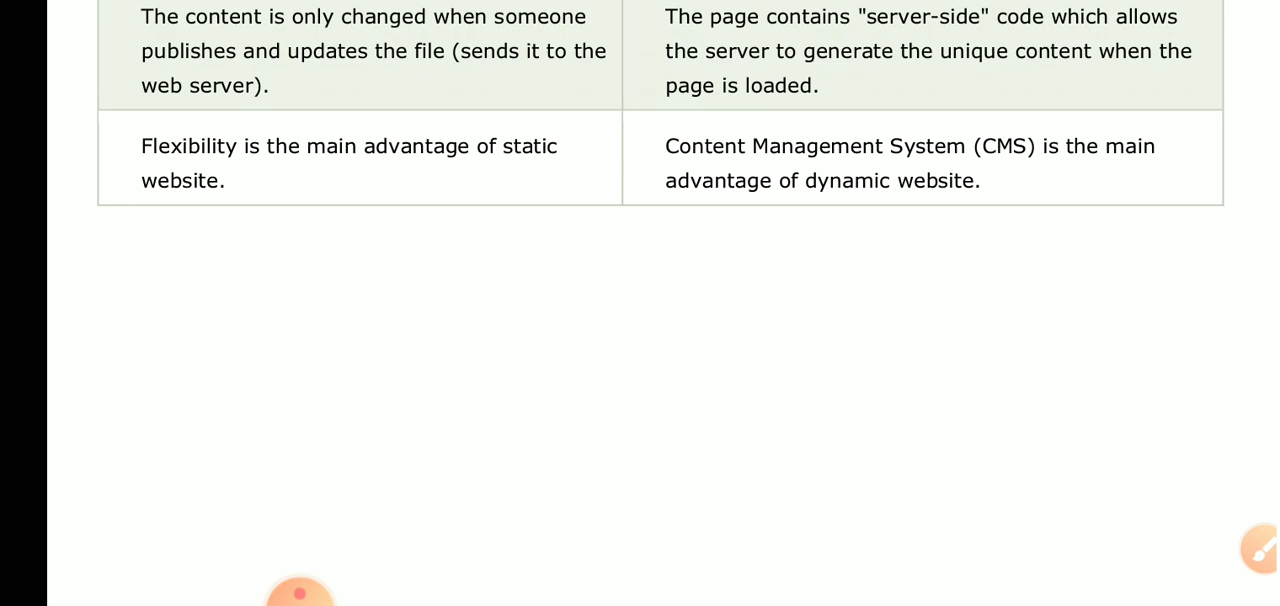 The content is only changed when someone
publishes and updates the file (sends it to the
web server).
The page contains "server-side" code which allows
the server to generate the unique content when the
page is loaded.
Flexibility is the main advantage of static
website.
Content Management System (CMS) is the main
advantage of dynamic website.